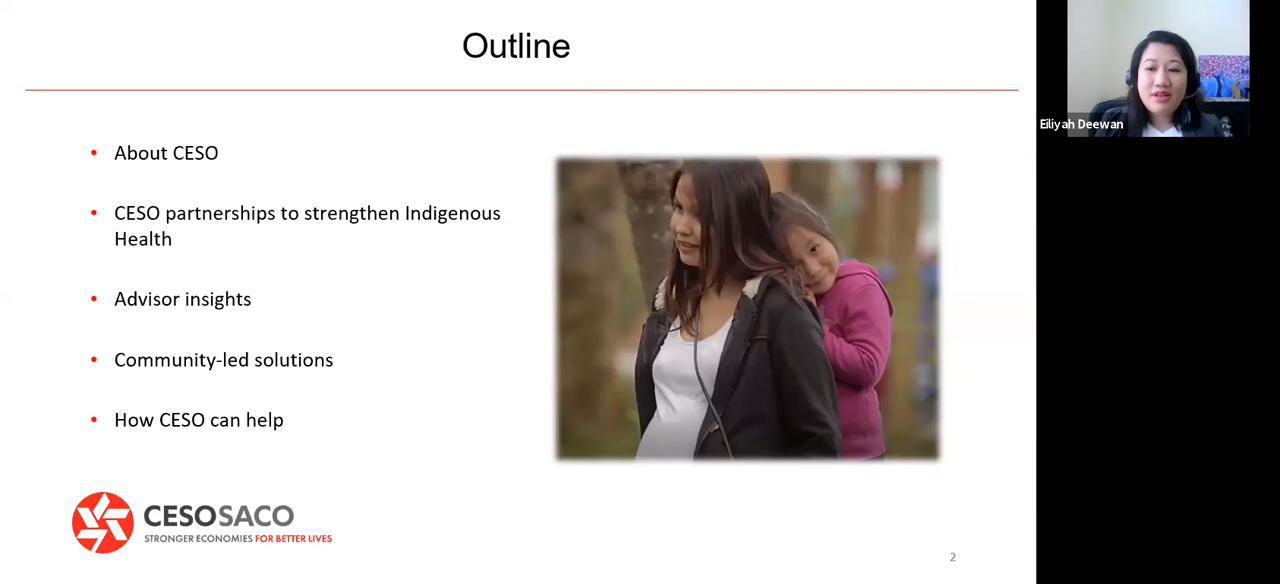 Outline
• About CESO
• CESO partnerships to strengthen Indigenous
Health
• Advisor insights
• Community-led solutions
• How CESO can help
CESOSACO
STRONGER ECONOMIES FOR BETTER LIVES
2
Eiliyah Deewan